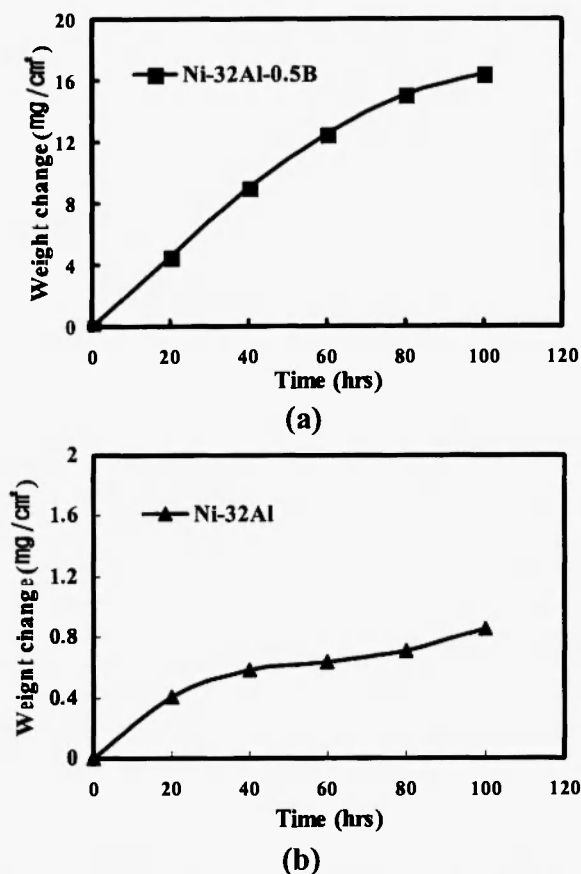 20
16
12
8
4
0
Weight change (mg/cm²)
Ni-32Al-0.5B
0 20 40 60 80 100 120
Time (hrs)
(a)
2
1.6
1.2
0.8
0.4
0
Weignt change (mg/cm²)
Ni-32Al
0 20 40 60 80 100 120
Time (hrs)
(b)